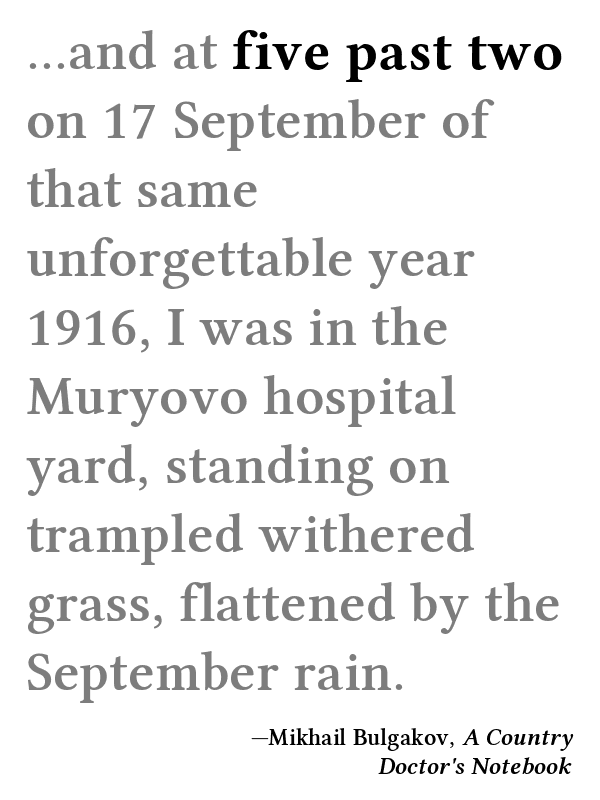 ...and at five past two
on 17 September of
that same
unforgettable year
1916, I was in the
Muryovo hospital
yard, standing on
trampled withered
grass, flattened by the
September rain.
—Mikhail Bulgakov, A Country
Doctor's Notebook